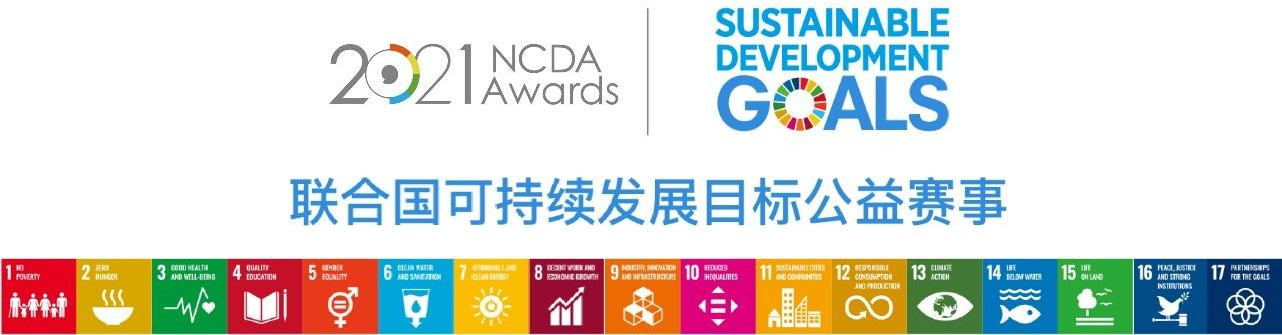 2021 NCDA
Awards
SUSTAINABLE
DEVELOPMENT
GOALS
联合国可持续发展目标公益赛事
1 NO
POVERTY
2 ZERO
HUNGER
3 GOOD HEALTH
AND WELL-BEING
4 QUALITY
EDUCATION
5 GENDER
EQUALITY
6 CLEAN WATER
AND SANITATION
7 AFFORDABLE AND
CLEAN ENERGY
8 DECENT WORK AND
ECONOMIC GROWTH
9 INDUSTRY, INNOVATION
AND INFRASTRUCTURE
10 REDUCED
INEQUALITIES
11 SUSTAINABLE CITIES
AND COMMUNITIES
12 RESPONSIBLE
CONSUMPTION
AND PRODUCTION
13 CLIMATE
ACTION
14 LIFE
BELOW WATER
15 LIFE
ON LAND
16 PEACE, JUSTICE
AND STRONG
INSTITUTIONS
17 PARTNERSHIPS
FOR THE GOALS